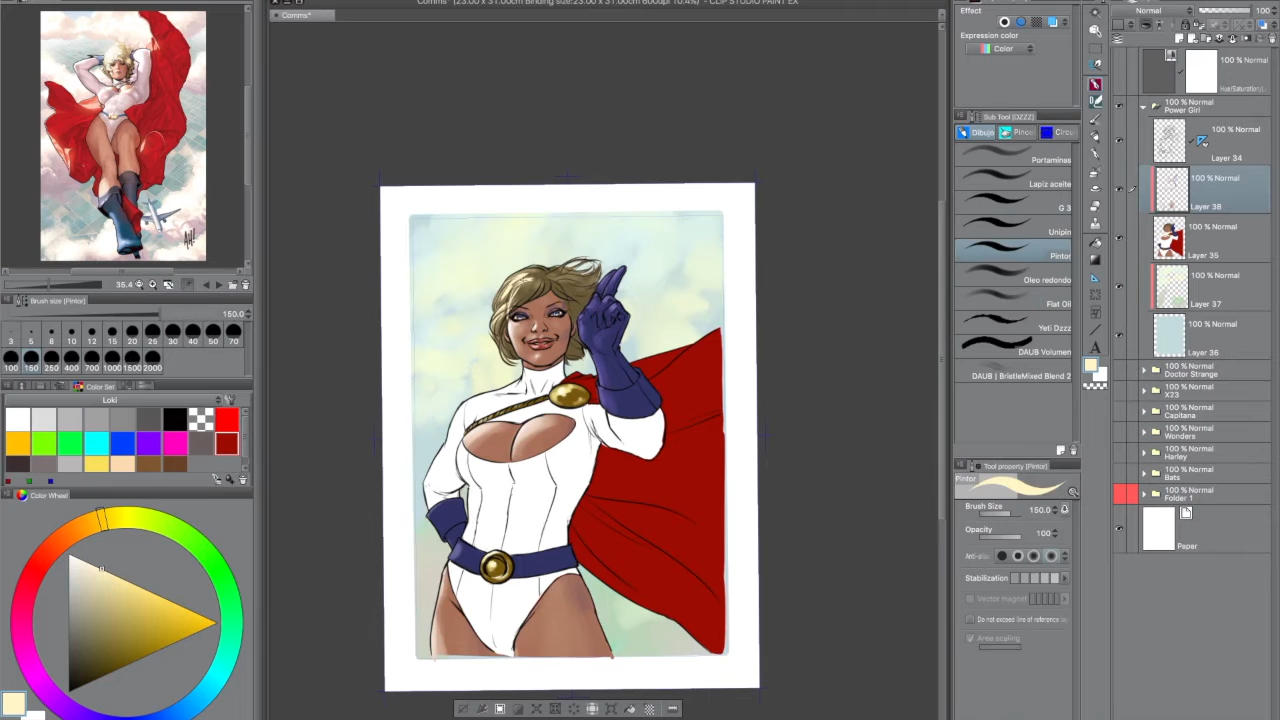 Comms* (23.00 x 31.00cm Binding size:23.00 x 31.00cm 600dpi 10.4%) - CLIP STUDIO PAINT EX
Comms*
35.4
Brush size [Pintor]
150.0
3 5 8 10 12 15 20 25 30 40 50 70
100 150 250 400 700 1000 1500 2000
Color Set
Loki
Color Wheel
Effect
Expression color
Color
Sub Tool [DZZZ]
Dibujo Pince Circu
Portaminas
Lapiz aceite
G 3
Unipin
Pintor
Oleo redondo
Flat Oil
Yeti Dzzz
DAUB Volumen
DAUB | BristleMixed Blend 2
Tool property [Pintor]
Pintor
Brush Size 150.0
Opacity 100
Stabilization
Vector magnet
Do not exceed line of reference
Area scaling
Normal 100
100 % Normal
Hue/Saturation/L
100 % Normal
Power Girl
100 % Normal
Layer 34
100 % Normal
Layer 38
100 % Normal
Layer 35
100 % Normal
Layer 37
100 % Normal
Layer 36
100 % Normal
Doctor Strange
100 % Normal
X23
100 % Normal
Capitana
100 % Normal
Wonders
100 % Normal
Harley
100 % Normal
Bats
100 % Normal
Folder 1
Paper